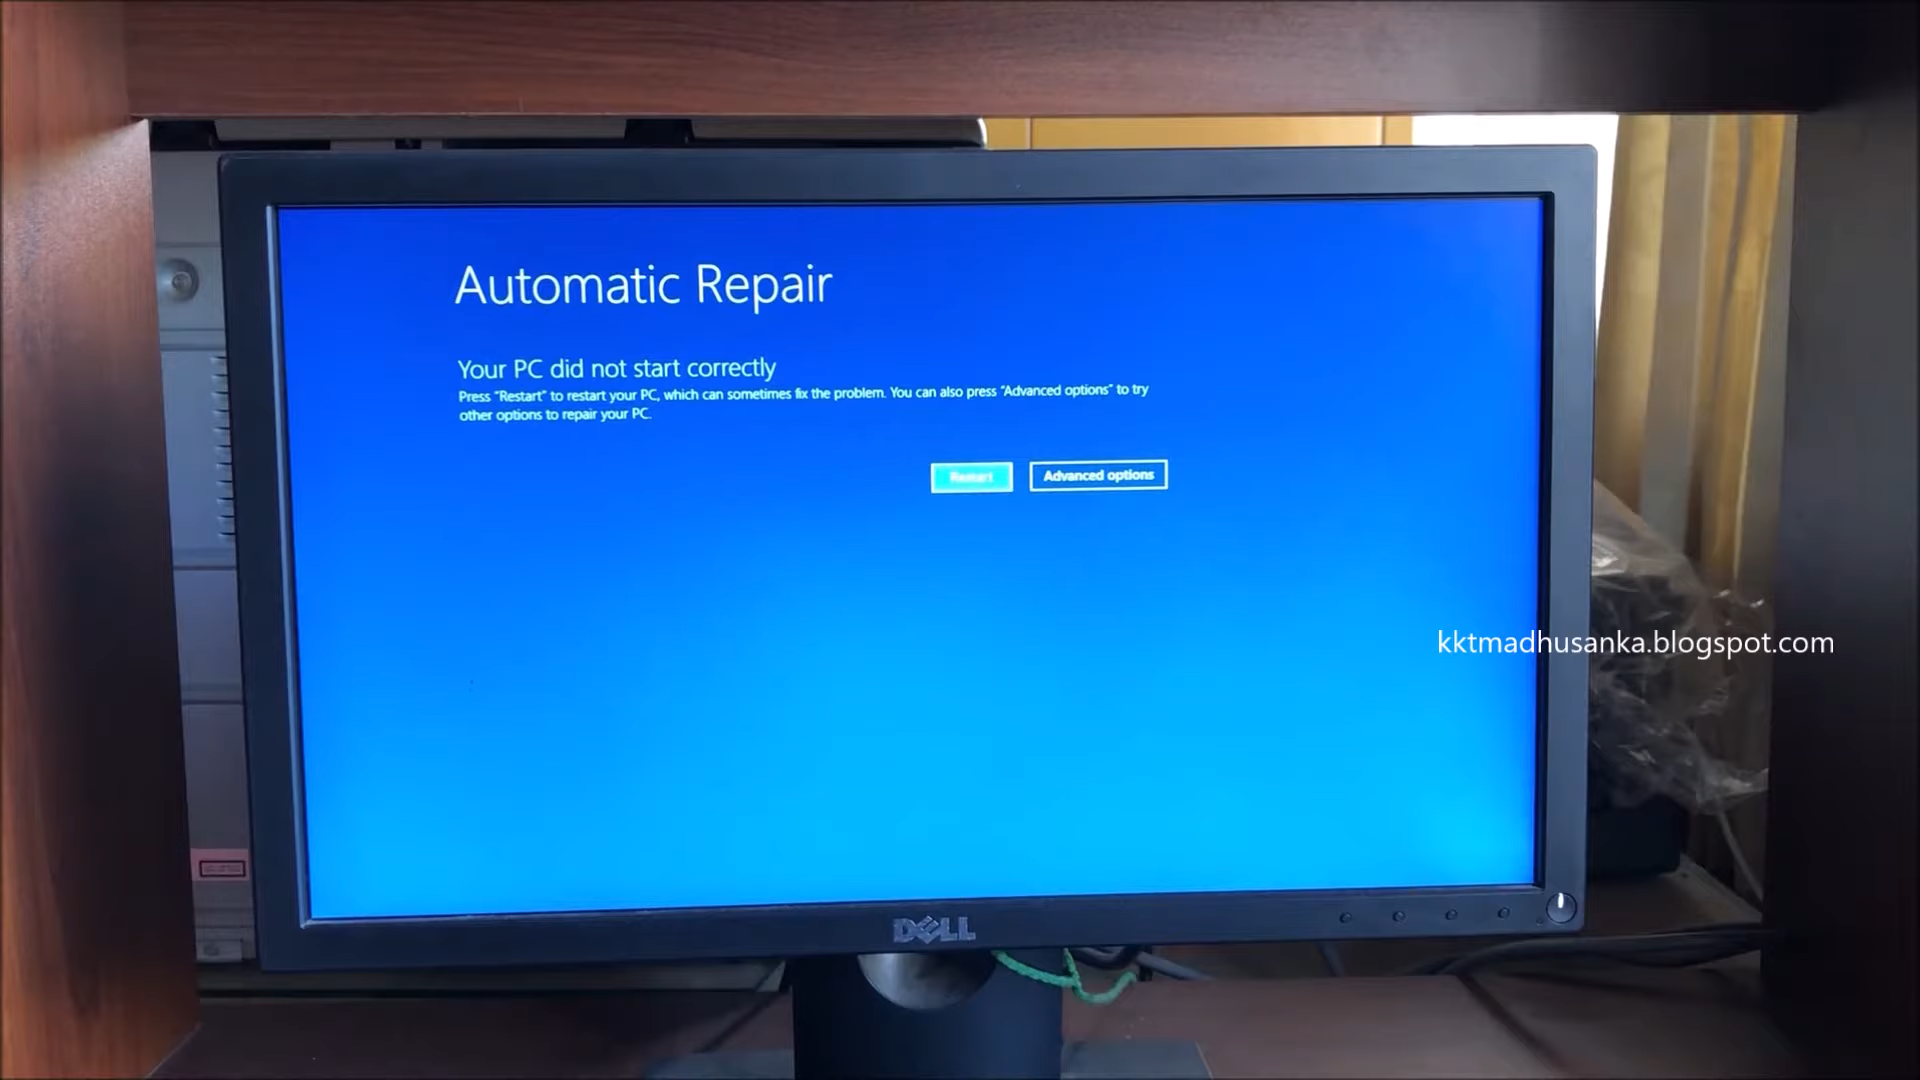 Automatic Repair
Your PC did not start correctly
Press "Restart" to restart your PC, which can sometimes fix the problem. You can also press "Advanced options" to try
other options to repair your PC.
Restart
Advanced options
kktmadhusanka.blogspot.com
DELL